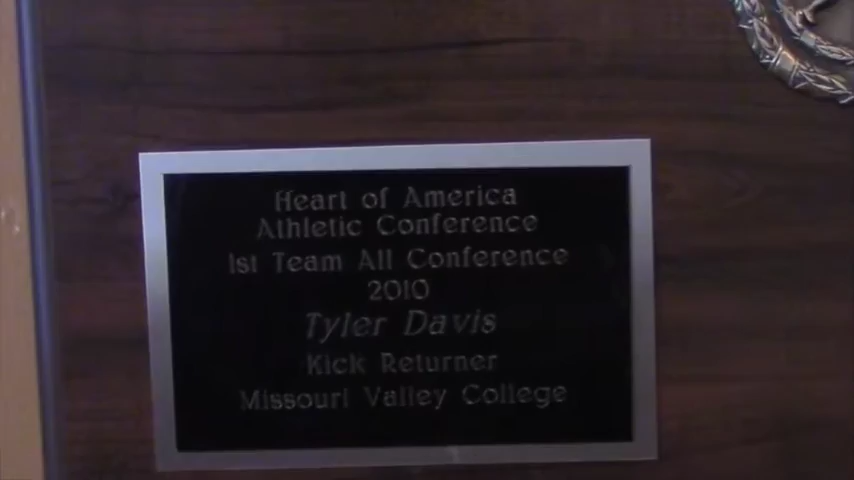 Heart of America
Athletic Conference
1st Team All Conference
2010
Tyler Davis
Kick Returner
Missouri Valley College